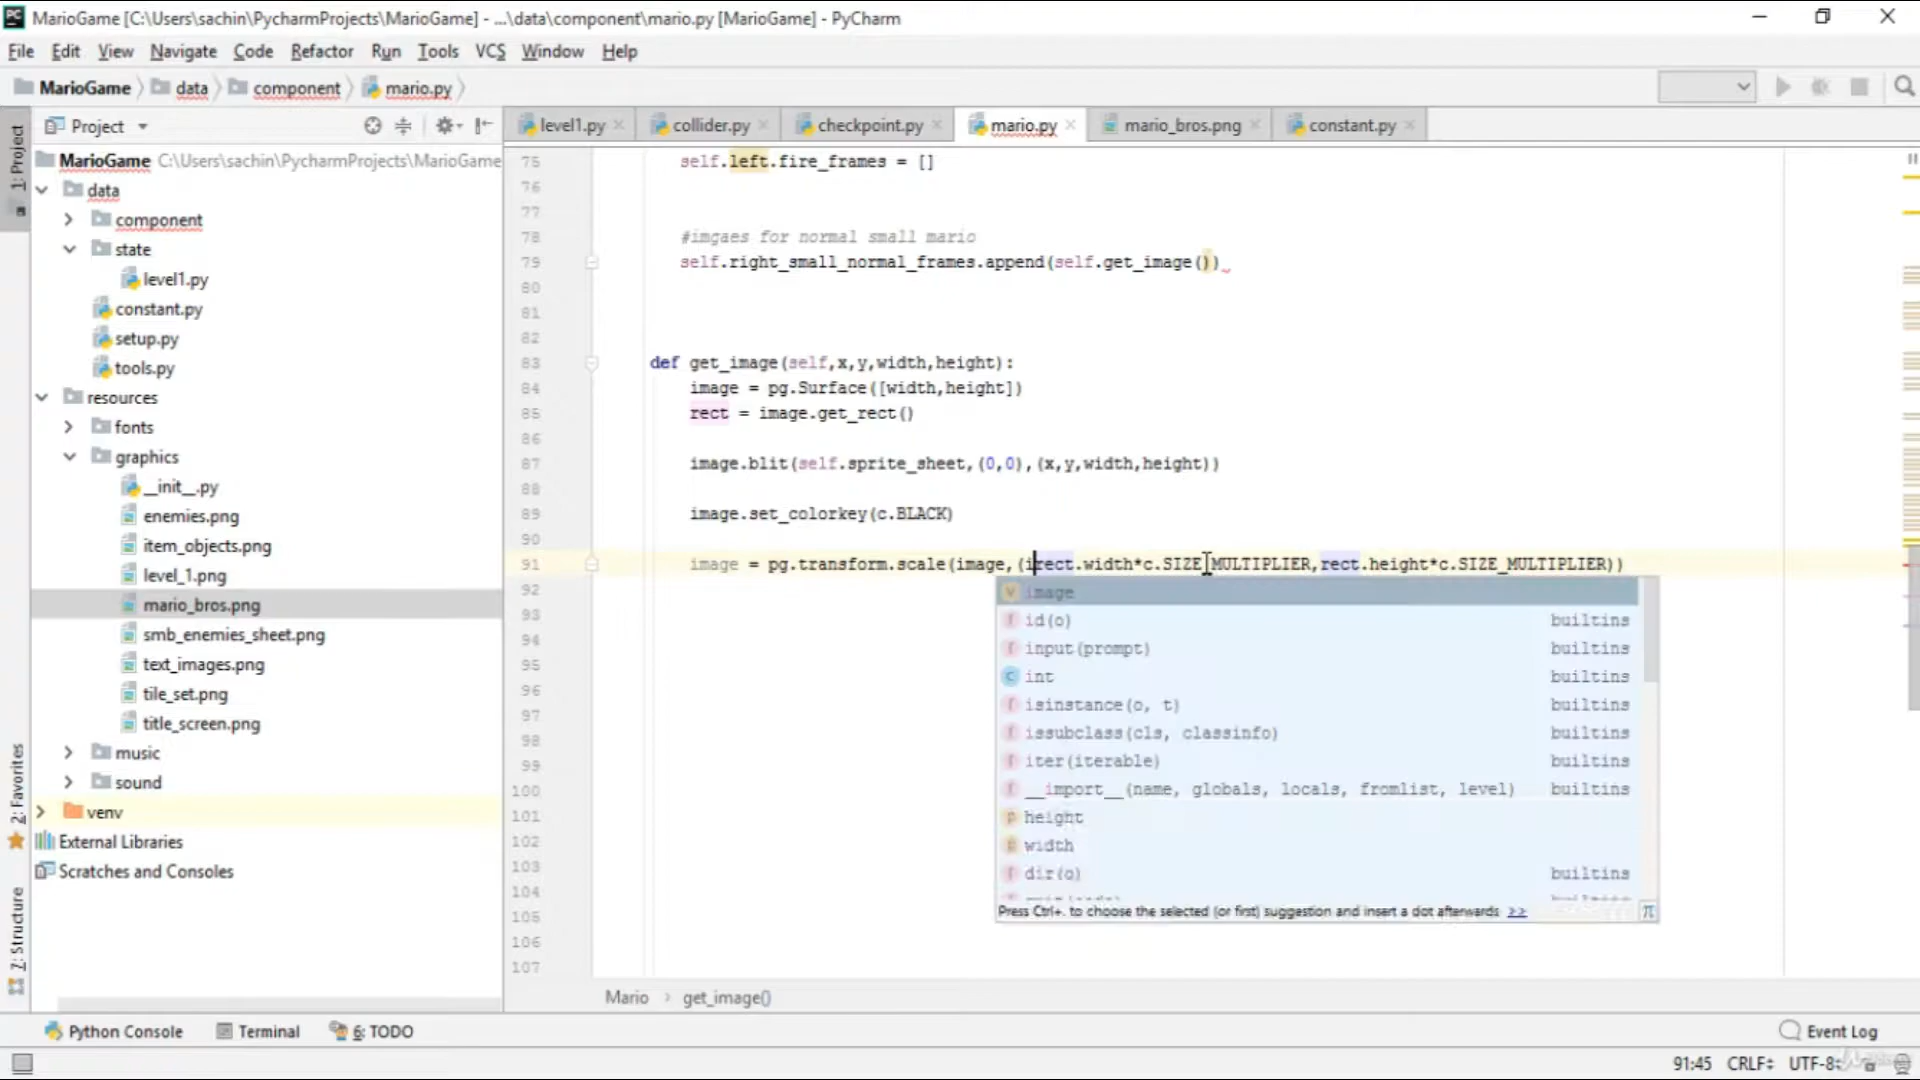 MarioGame [C:\Users\sachin\PycharmProjects\MarioGame] - ...\data\component\mario.py [MarioGame] - PyCharm
File Edit View Navigate Code Refactor Run Tools VCS Window Help
MarioGame data component mario.py
Project
level1.py collider.py checkpoint.py mario.py mario_bros.png constant.py
1: Project
2: Favorites
7: Structure
MarioGame C:\Users\sachin\PycharmProjects\MarioGame
data
component
state
level1.py
constant.py
setup.py
tools.py
resources
fonts
graphics
__init__.py
enemies.png
item_objects.png
level_1.png
mario_bros.png
smb_enemies_sheet.png
text_images.png
tile_set.png
title_screen.png
music
sound
venv
External Libraries
Scratches and Consoles
75 self.left.fire_frames = []
76
77
78 #imgaes for normal small mario
79 self.right_small_normal_frames.append(self.get_image())
80
81
82
83 def get_image(self,x,y,width,height):
84 image = pg.Surface([width,height])
85 rect = image.get_rect()
86
87 image.blit(self.sprite_sheet,(0,0),(x,y,width,height))
88
89 image.set_colorkey(c.BLACK)
90
91 image = pg.transform.scale(image,(irect.width*c.SIZE_MULTIPLIER,rect.height*c.SIZE_MULTIPLIER))
92
93
94
95
96
97
98
99
100
101
102
103
104
105
106
107
image
id(o) builtins
input(prompt) builtins
int builtins
isinstance(o, t) builtins
issubclass(cls, classinfo) builtins
iter(iterable) builtins
__import__(name, globals, locals, fromlist, level) builtins
height
width
dir(o) builtins
Press Ctrl+. to choose the selected (or first) suggestion and insert a dot afterwards >> π
Mario get_image()
Python Console Terminal 6: TODO Event Log
91:45 CRLF UTF-8